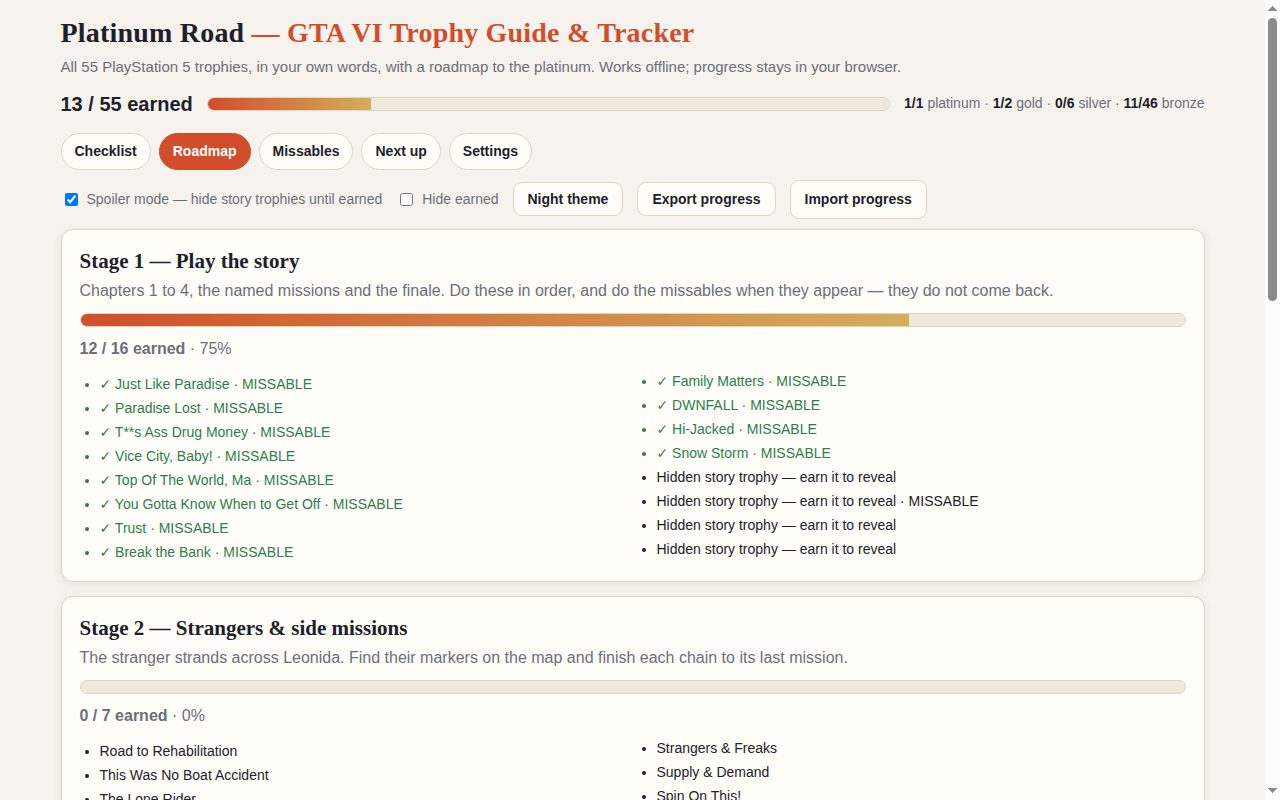 Platinum Road — GTA VI Trophy Guide & Tracker
All 55 PlayStation 5 trophies, in your own words, with a roadmap to the platinum. Works offline; progress stays in your browser.
13 / 55 earned
1/1 platinum · 1/2 gold · 0/6 silver · 11/46 bronze
Checklist
Roadmap
Missables
Next up
Settings
Spoiler mode — hide story trophies until earned
Hide earned
Night theme
Export progress
Import progress
Stage 1 — Play the story
Chapters 1 to 4, the named missions and the finale. Do these in order, and do the missables when they appear — they do not come back.
12 / 16 earned · 75%
✓ Just Like Paradise · MISSABLE
✓ Paradise Lost · MISSABLE
✓ T**s Ass Drug Money · MISSABLE
✓ Vice City, Baby! · MISSABLE
✓ Top Of The World, Ma · MISSABLE
✓ You Gotta Know When to Get Off · MISSABLE
✓ Trust · MISSABLE
✓ Break the Bank · MISSABLE
✓ Family Matters · MISSABLE
✓ DWNFALL · MISSABLE
✓ Hi-Jacked · MISSABLE
✓ Snow Storm · MISSABLE
Hidden story trophy — earn it to reveal
Hidden story trophy — earn it to reveal · MISSABLE
Hidden story trophy — earn it to reveal
Hidden story trophy — earn it to reveal
Stage 2 — Strangers & side missions
The stranger strands across Leonida. Find their markers on the map and finish each chain to its last mission.
0 / 7 earned · 0%
Road to Rehabilitation
This Was No Boat Accident
The Lone Rider
Strangers & Freaks
Supply & Demand
Spin On This!